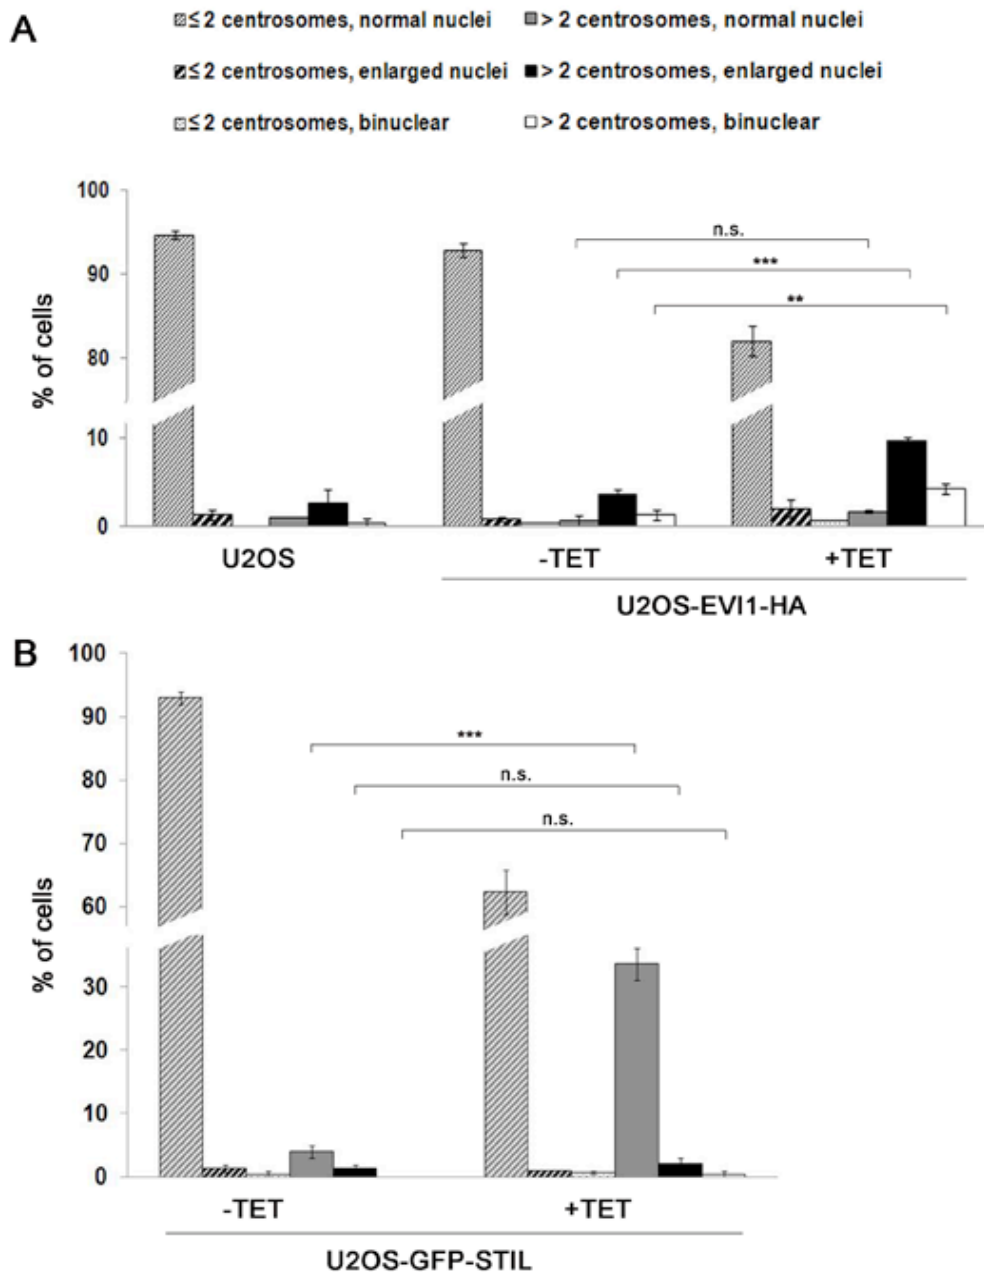 A
≤ 2 centrosomes, normal nuclei > 2 centrosomes, normal nuclei
≤ 2 centrosomes, enlarged nuclei > 2 centrosomes, enlarged nuclei
≤ 2 centrosomes, binuclear > 2 centrosomes, binuclear
% of cells
100
90
80
10
0
n.s.
***
**
U2OS -TET +TET
U2OS-EVI1-HA
B
% of cells
100
90
80
70
60
30
20
10
0
***
n.s.
n.s.
-TET +TET
U2OS-GFP-STIL